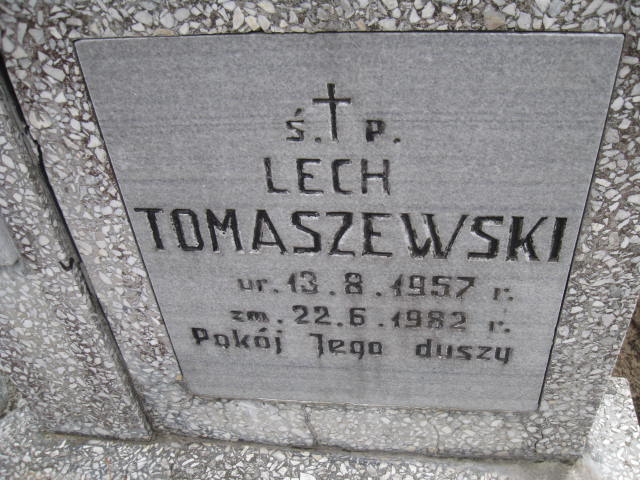 ś. p.
LECH
TOMASZEWSKI
ur. 13.8.1957 r.
zm. 22.6.1982 r.
Pokój Jego duszy